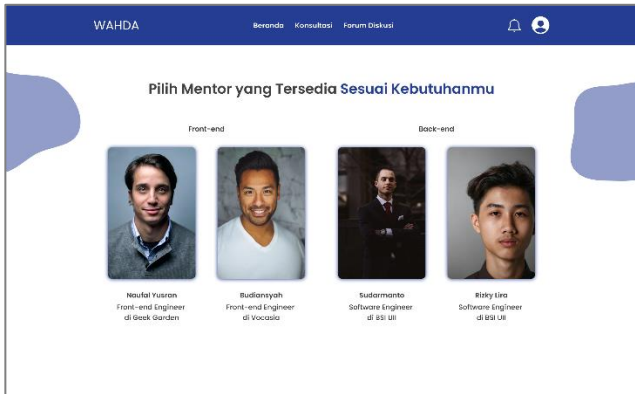 WAHDA
Beranda Konsultasi Forum Diskusi
Pilih Mentor yang Tersedia Sesuai Kebutuhanmu
Front-end
Back-end
Naufal Yusran
Front-end Engineer
di Geek Garden
Budiansyah
Front-end Engineer
di Vocasia
Sudarmanto
Software Engineer
di BSI UII
Rizky Lira
Software Engineer
di BSI UII